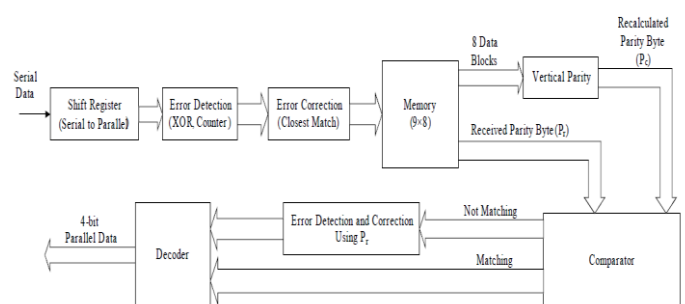 Recalculated
Parity Byte
(Pc)
8 Data
Blocks
Serial
Data
Shift Register
(Serial to Parallel)
Error Detection
(XOR, Counter)
Error Correction
(Closest Match)
Memory
(9×8)
Vertical Parity
Received Parity Byte (Pr)
4-bit
Parallel Data
Decoder
Error Detection and Correction
Using Pr
Not Matching
Matching
Comparator